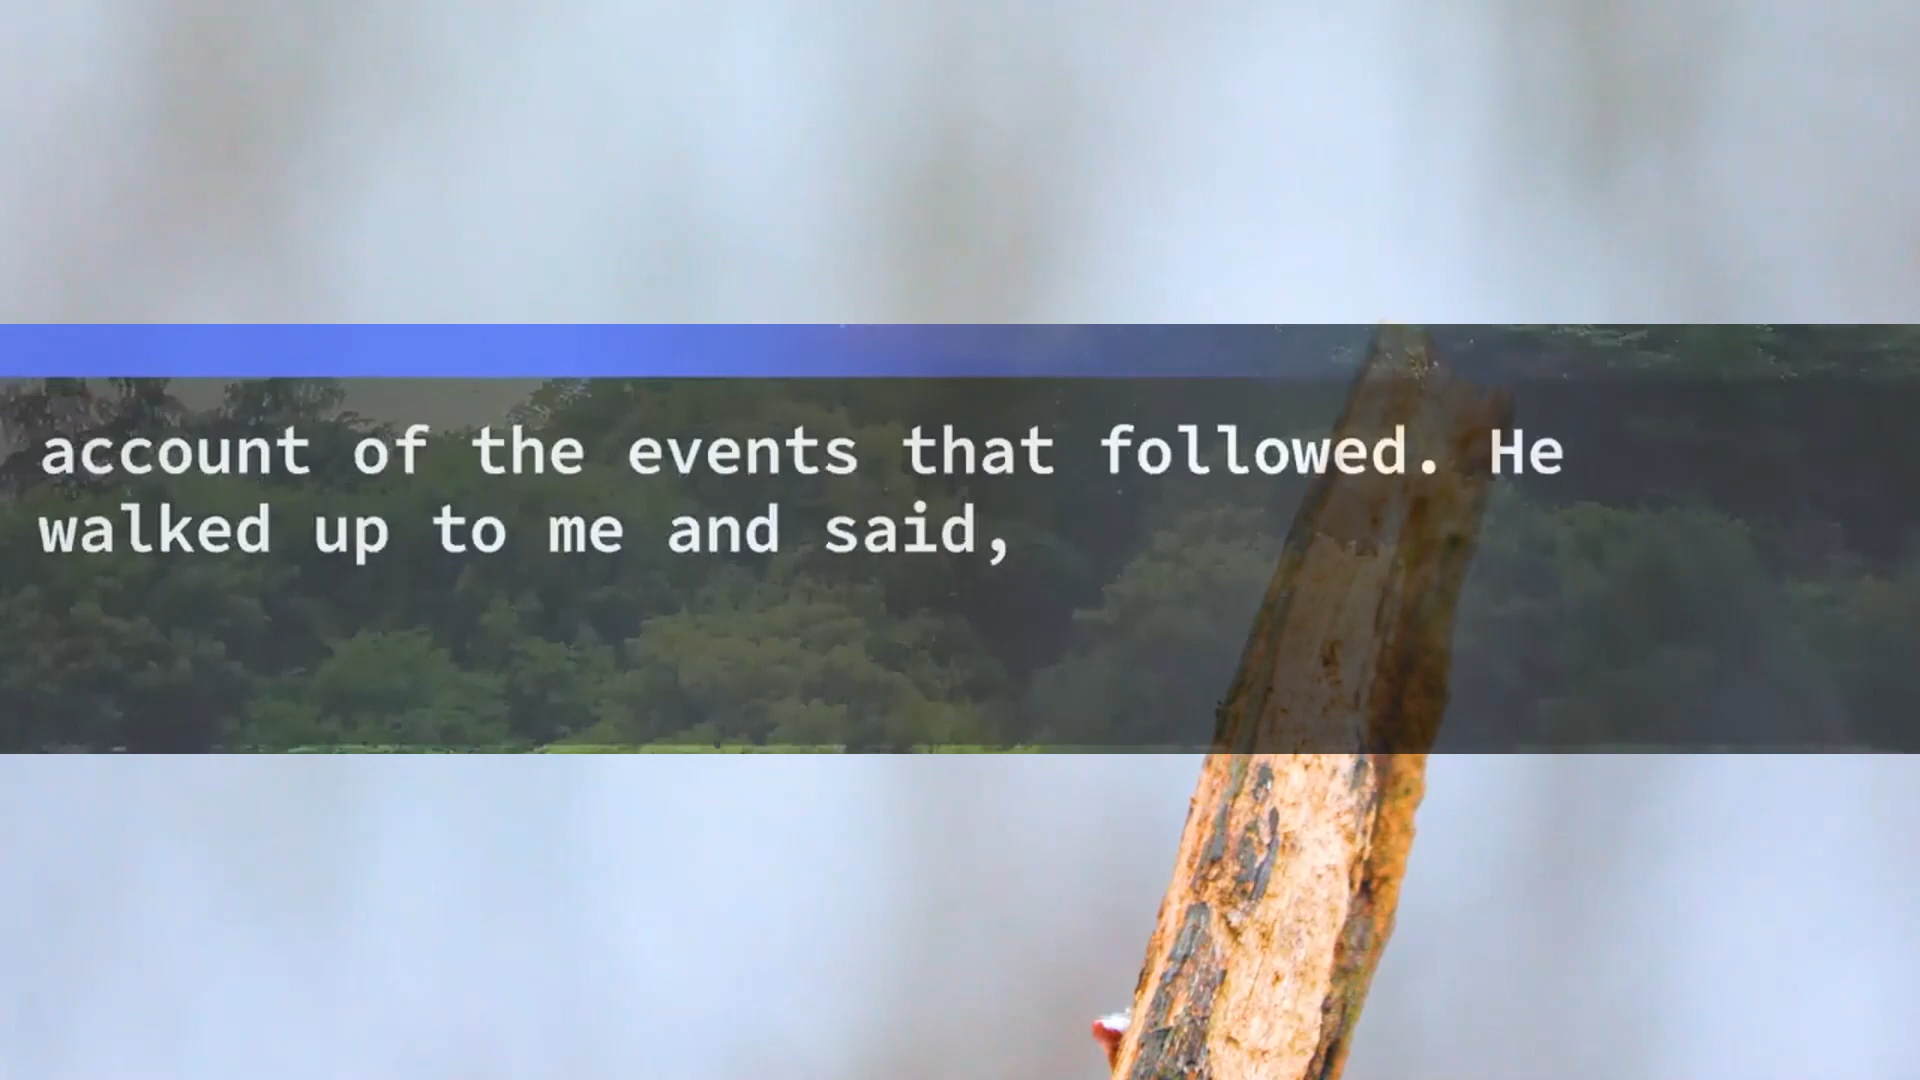 account of the events that followed. He
walked up to me and said,